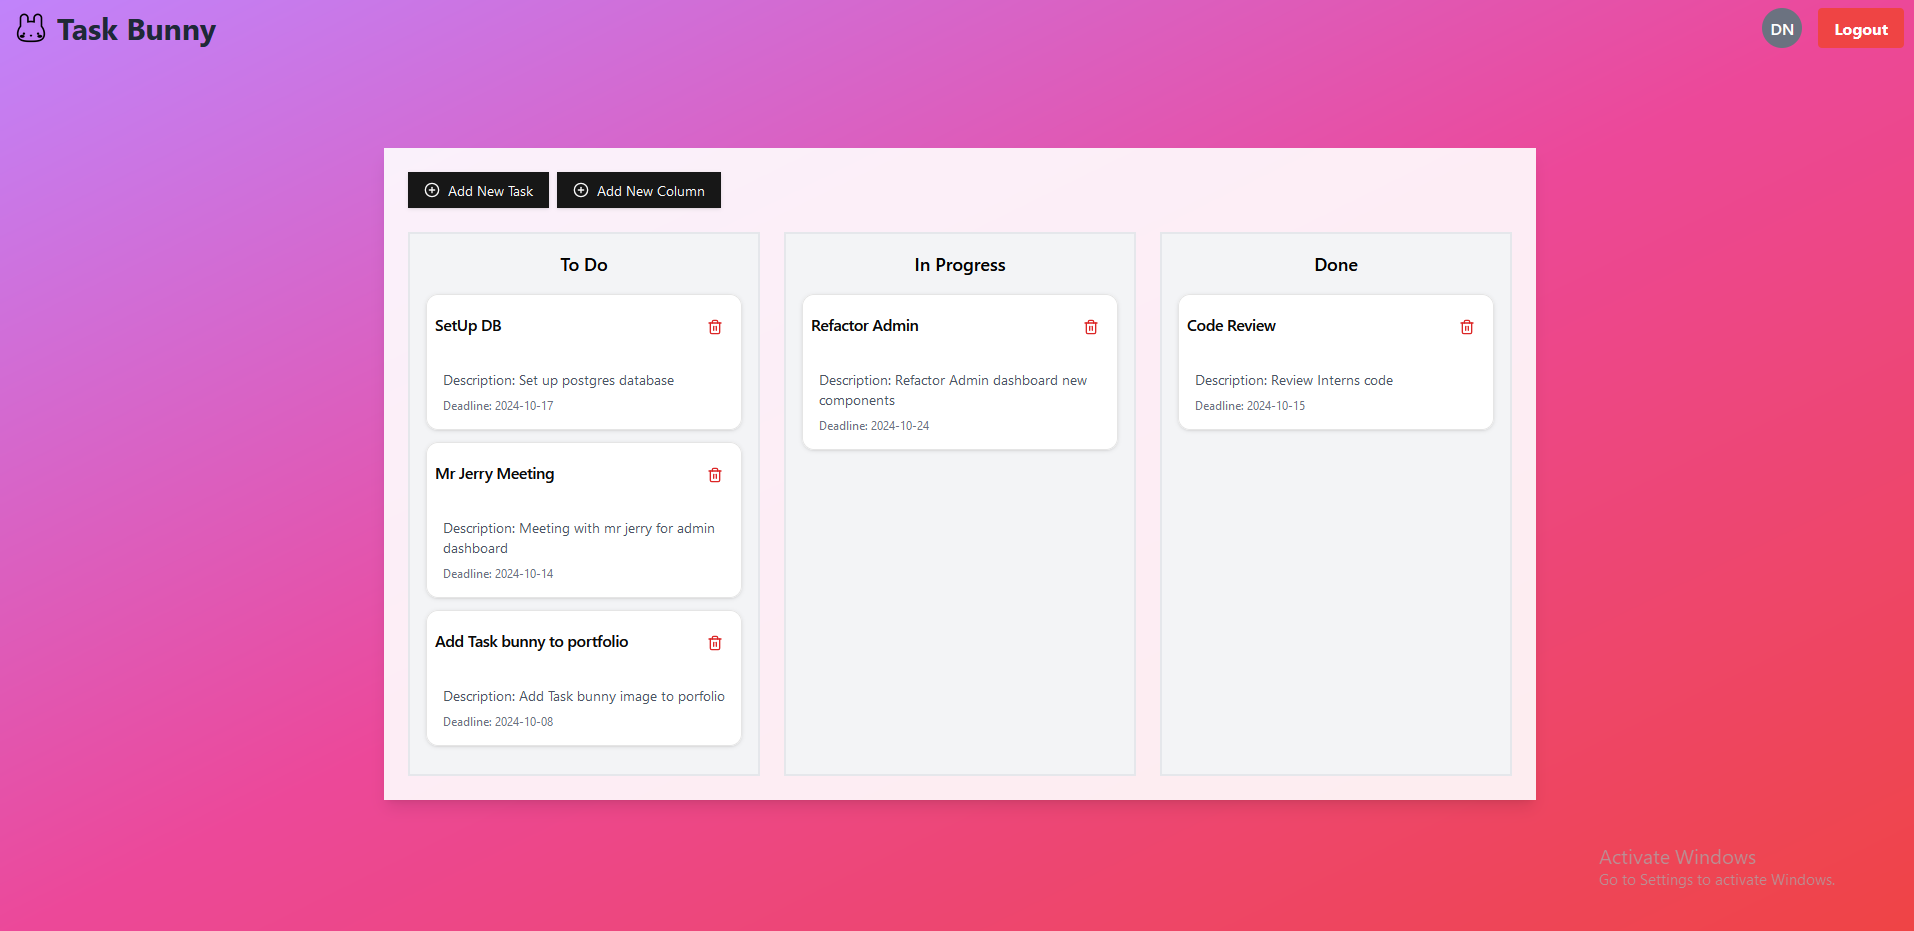 Task Bunny
DN
Logout
Add New Task
Add New Column
To Do
SetUp DB
Description: Set up postgres database
Deadline: 2024-10-17
Mr Jerry Meeting
Description: Meeting with mr jerry for admin
dashboard
Deadline: 2024-10-14
Add Task bunny to portfolio
Description: Add Task bunny image to porfolio
Deadline: 2024-10-08
In Progress
Refactor Admin
Description: Refactor Admin dashboard new
components
Deadline: 2024-10-24
Done
Code Review
Description: Review Interns code
Deadline: 2024-10-15
Activate Windows
Go to Settings to activate Windows.